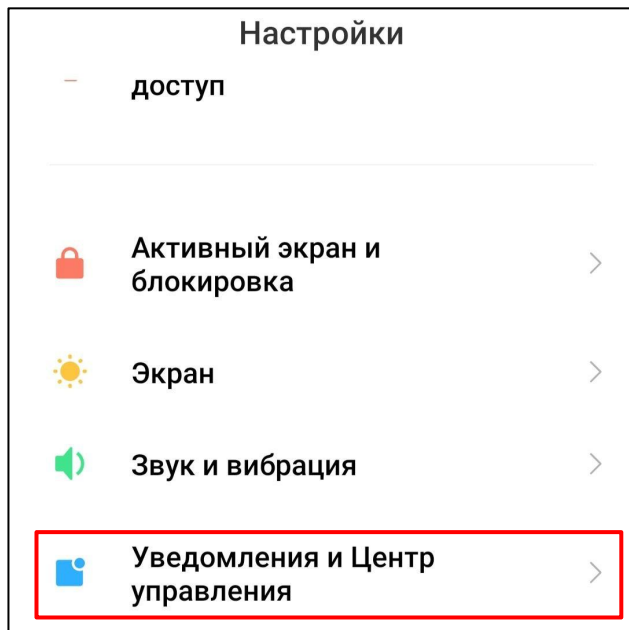 Настройки
доступ
Активный экран и
блокировка
Экран
Звук и вибрация
Уведомления и Центр
управления